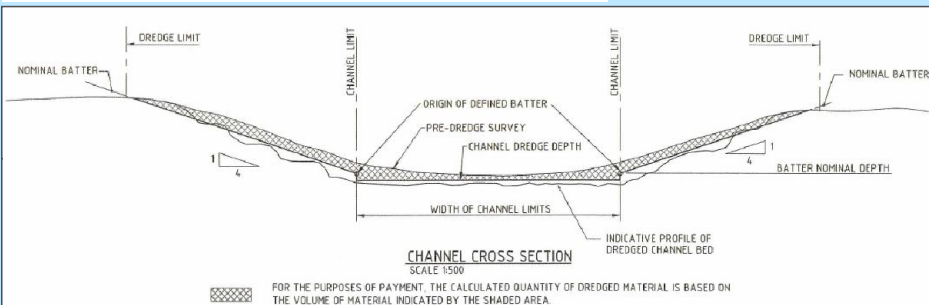 DREDGE LIMIT
DREDGE LIMIT
CHANNEL LIMIT
CHANNEL LIMIT
NOMINAL BATTER
NOMINAL BATTER
ORIGIN OF DEFINED BATTER
PRE-DREDGE SURVEY
CHANNEL DREDGE DEPTH
1
4
1
4
BATTER NOMINAL DEPTH
WIDTH OF CHANNEL LIMITS
INDICATIVE PROFILE OF
DREDGED CHANNEL BED
CHANNEL CROSS SECTION
SCALE 1:500
FOR THE PURPOSES OF PAYMENT, THE CALCULATED QUANTITY OF DREDGED MATERIAL IS BASED ON
THE VOLUME OF MATERIAL INDICATED BY THE SHADED AREA.